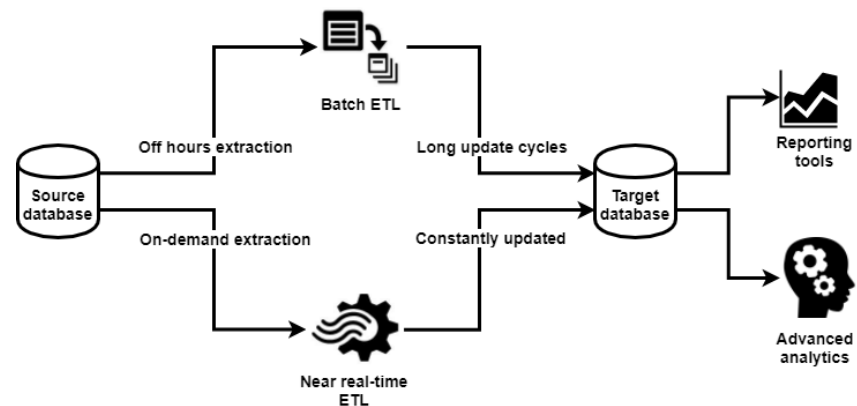 Batch ETL
Off hours extraction
Long update cycles
Source
database
Target
database
On-demand extraction
Constantly updated
Near real-time
ETL
Reporting
tools
Advanced
analytics